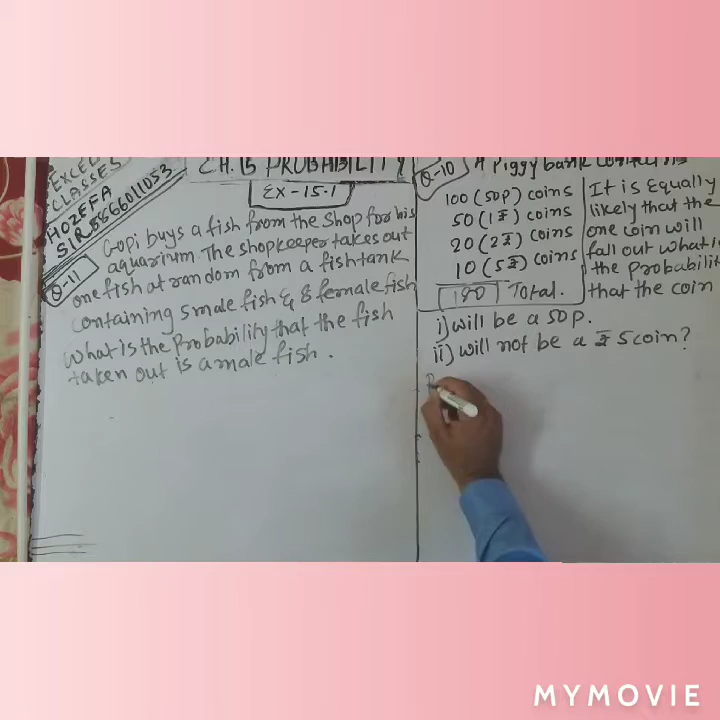 EXCEL
CLASSES
HOZEFA
SIR 8866011053
CH.15 PROBABILITY
EX-15.1
Q-11
Gopi buys a fish from the shop for his
aquarium. The shopkeeper takes out
one fish at random from a fish tank
containing 5 male fish & 8 female fish
What is the probability that the fish
taken out is a male fish.
Q-10
A Piggy bank
100 (50p) coins
50 (1₹) coins
20 (2₹) coins
10 (5₹) coins
180 Total.
It is Equally
likely that the
one coin will
fall out what is
the Probabilit
that the coin
i) will be a 50 p.
ii) will not be a ₹ 5 coin?
MYMOVIE